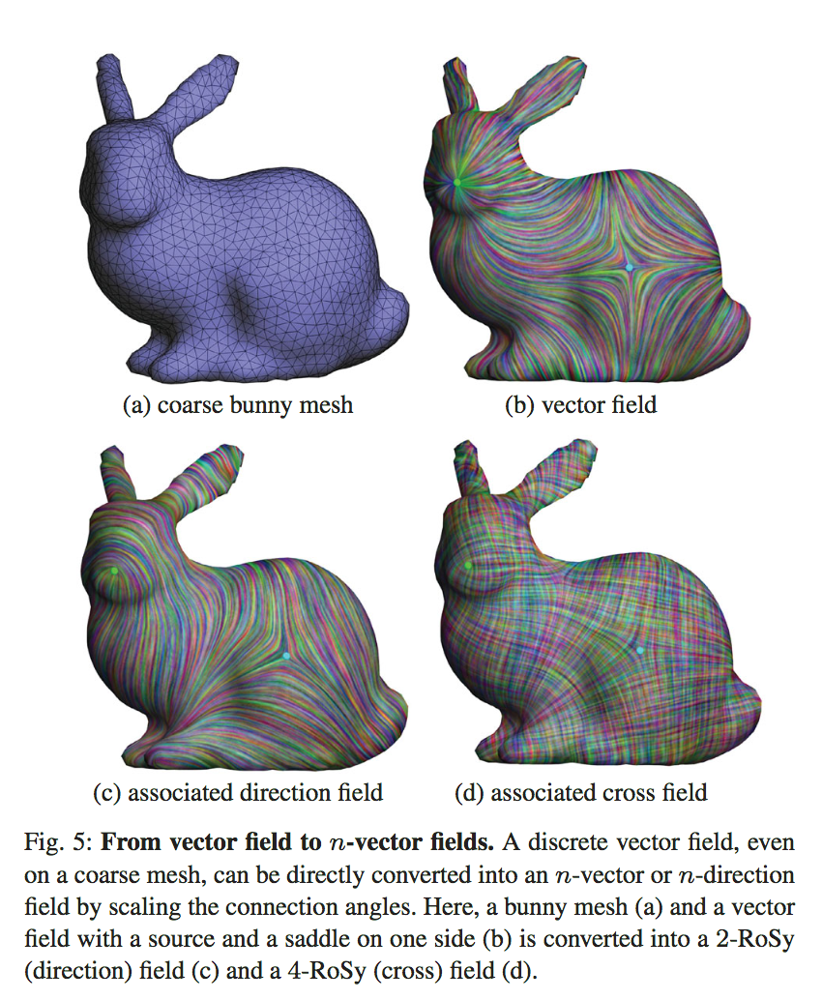 (a) coarse bunny mesh
(b) vector field
(c) associated direction field
(d) associated cross field
Fig. 5: From vector field to n-vector fields. A discrete vector field, even
on a coarse mesh, can be directly converted into an n-vector or n-direction
field by scaling the connection angles. Here, a bunny mesh (a) and a vector
field with a source and a saddle on one side (b) is converted into a 2-RoSy
(direction) field (c) and a 4-RoSy (cross) field (d).